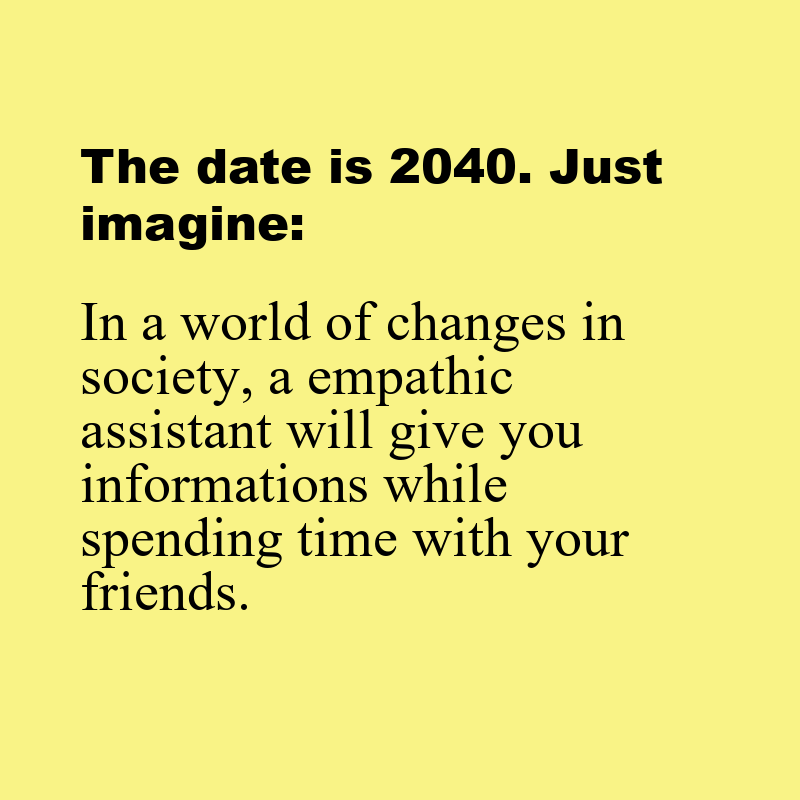 The date is 2040. Just
imagine:
In a world of changes in
society, a empathic
assistant will give you
informations while
spending time with your
friends.